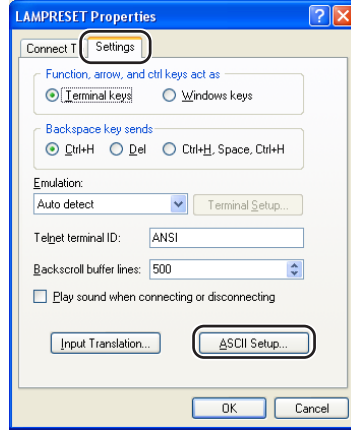 LAMPRESET Properties
Connect T Settings
Function, arrow, and ctrl keys act as
Terminal keys Windows keys
Backspace key sends
Ctrl+H Del Ctrl+H, Space, Ctrl+H
Emulation:
Auto detect Terminal Setup...
Telnet terminal ID: ANSI
Backscroll buffer lines: 500
Play sound when connecting or disconnecting
Input Translation... ASCII Setup...
OK Cancel